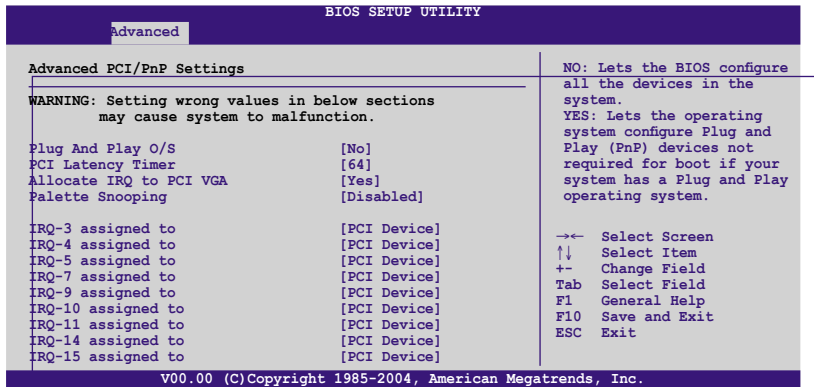 BIOS SETUP UTILITY
Advanced
Advanced PCI/PnP Settings
WARNING: Setting wrong values in below sections
may cause system to malfunction.
Plug And Play O/S [No]
PCI Latency Timer [64]
Allocate IRQ to PCI VGA [Yes]
Palette Snooping [Disabled]
IRQ-3 assigned to [PCI Device]
IRQ-4 assigned to [PCI Device]
IRQ-5 assigned to [PCI Device]
IRQ-7 assigned to [PCI Device]
IRQ-9 assigned to [PCI Device]
IRQ-10 assigned to [PCI Device]
IRQ-11 assigned to [PCI Device]
IRQ-14 assigned to [PCI Device]
IRQ-15 assigned to [PCI Device]
NO: Lets the BIOS configure
all the devices in the
system.
YES: Lets the operating
system configure Plug and
Play (PnP) devices not
required for boot if your
system has a Plug and Play
operating system.
→← Select Screen
↑↓ Select Item
+- Change Field
Tab Select Field
F1 General Help
F10 Save and Exit
ESC Exit
V00.00 (C)Copyright 1985-2004, American Megatrends, Inc.